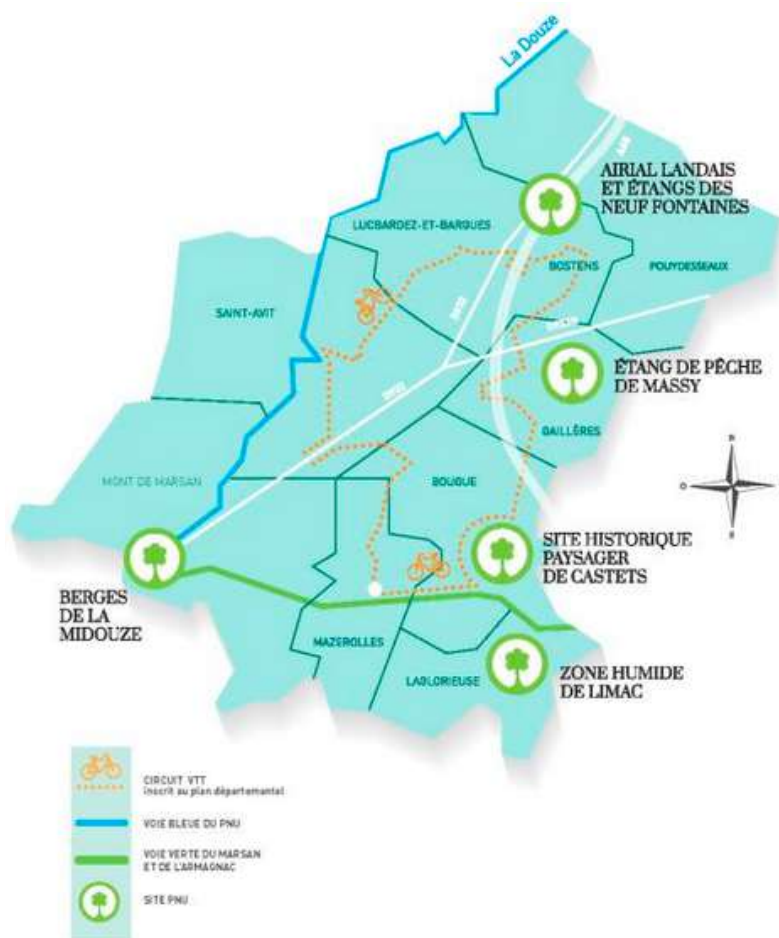 La Douze
A65
AIRIAL LANDAIS
ET ÉTANGS DES
NEUF FONTAINES
LUCBARDEZ-ET-BARGUES
BOSTENS
POUYDESSEAUX
SAINT-AVIT
ÉTANG DE PÊCHE
DE MASSY
GAILLÈRES
MONT DE MARSAN
BOUGUE
N
O
E
S
SITE HISTORIQUE
PAYSAGER
DE CASTETS
BERGES
DE LA
MIDOUZE
MAZEROLLES
LAGLORIEUSE
ZONE HUMIDE
DE LIMAC
CIRCUIT VTT
inscrit au plan départemental
VOIE BLEUE DU PNU
VOIE VERTE DU MARSAN
ET DE L'ARMAGNAC
SITE PNU